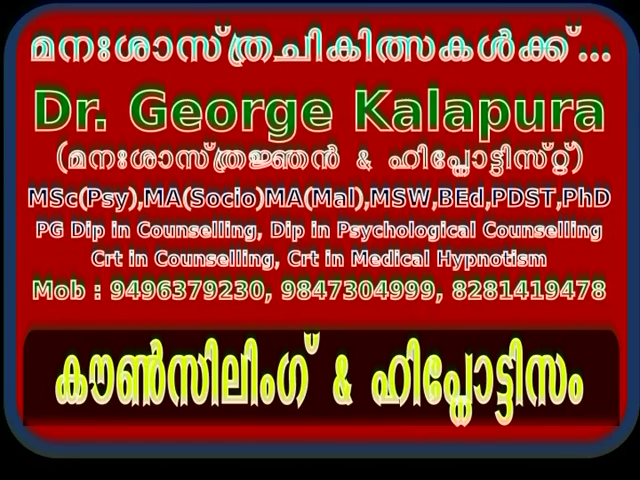 മനഃശാസ്ത്രചികിത്സകൾക്ക്...
Dr. George Kalapura
(മനഃശാസ്ത്രജ്ഞൻ & ഹിപ്നോട്ടിസ്റ്റ്)
MSc(Psy),MA(Socio)MA(Mal),MSW,BEd,PDST,PhD
PG Dip in Counselling, Dip in Psychological Counselling
Crt in Counselling, Crt in Medical Hypnotism
Mob : 9496379230, 9847304999, 8281419478
കൗൺസിലിംഗ് & ഹിപ്നോട്ടിസം